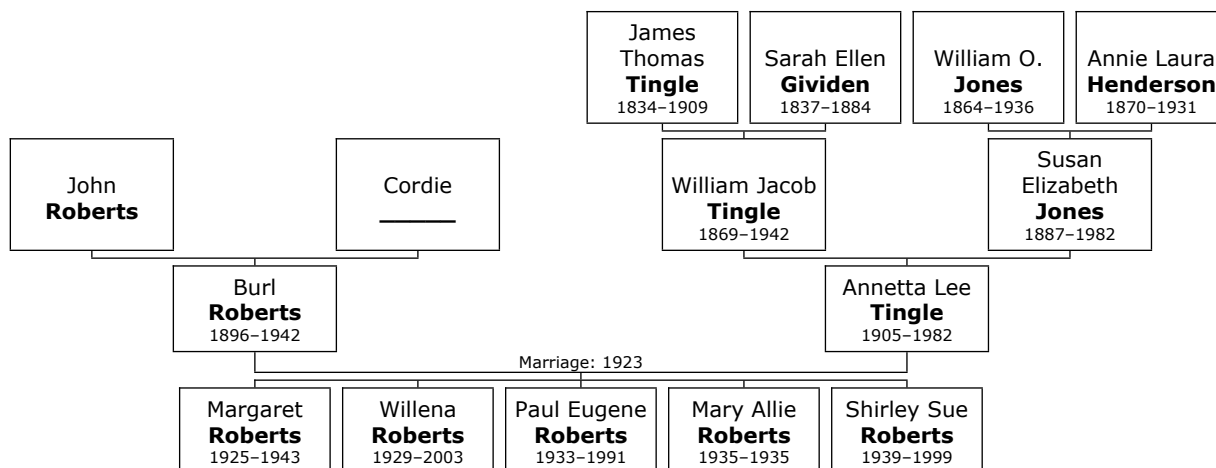 James
Thomas
Tingle
1834–1909
Sarah Ellen
Gividen
1837–1884
William O.
Jones
1864–1936
Annie Laura
Henderson
1870–1931
John
Roberts
Cordie
______
William Jacob
Tingle
1869–1942
Susan
Elizabeth
Jones
1887–1982
Burl
Roberts
1896–1942
Annetta Lee
Tingle
1905–1982
Marriage: 1923
Margaret
Roberts
1925–1943
Willena
Roberts
1929–2003
Paul Eugene
Roberts
1933–1991
Mary Allie
Roberts
1935–1935
Shirley Sue
Roberts
1939–1999